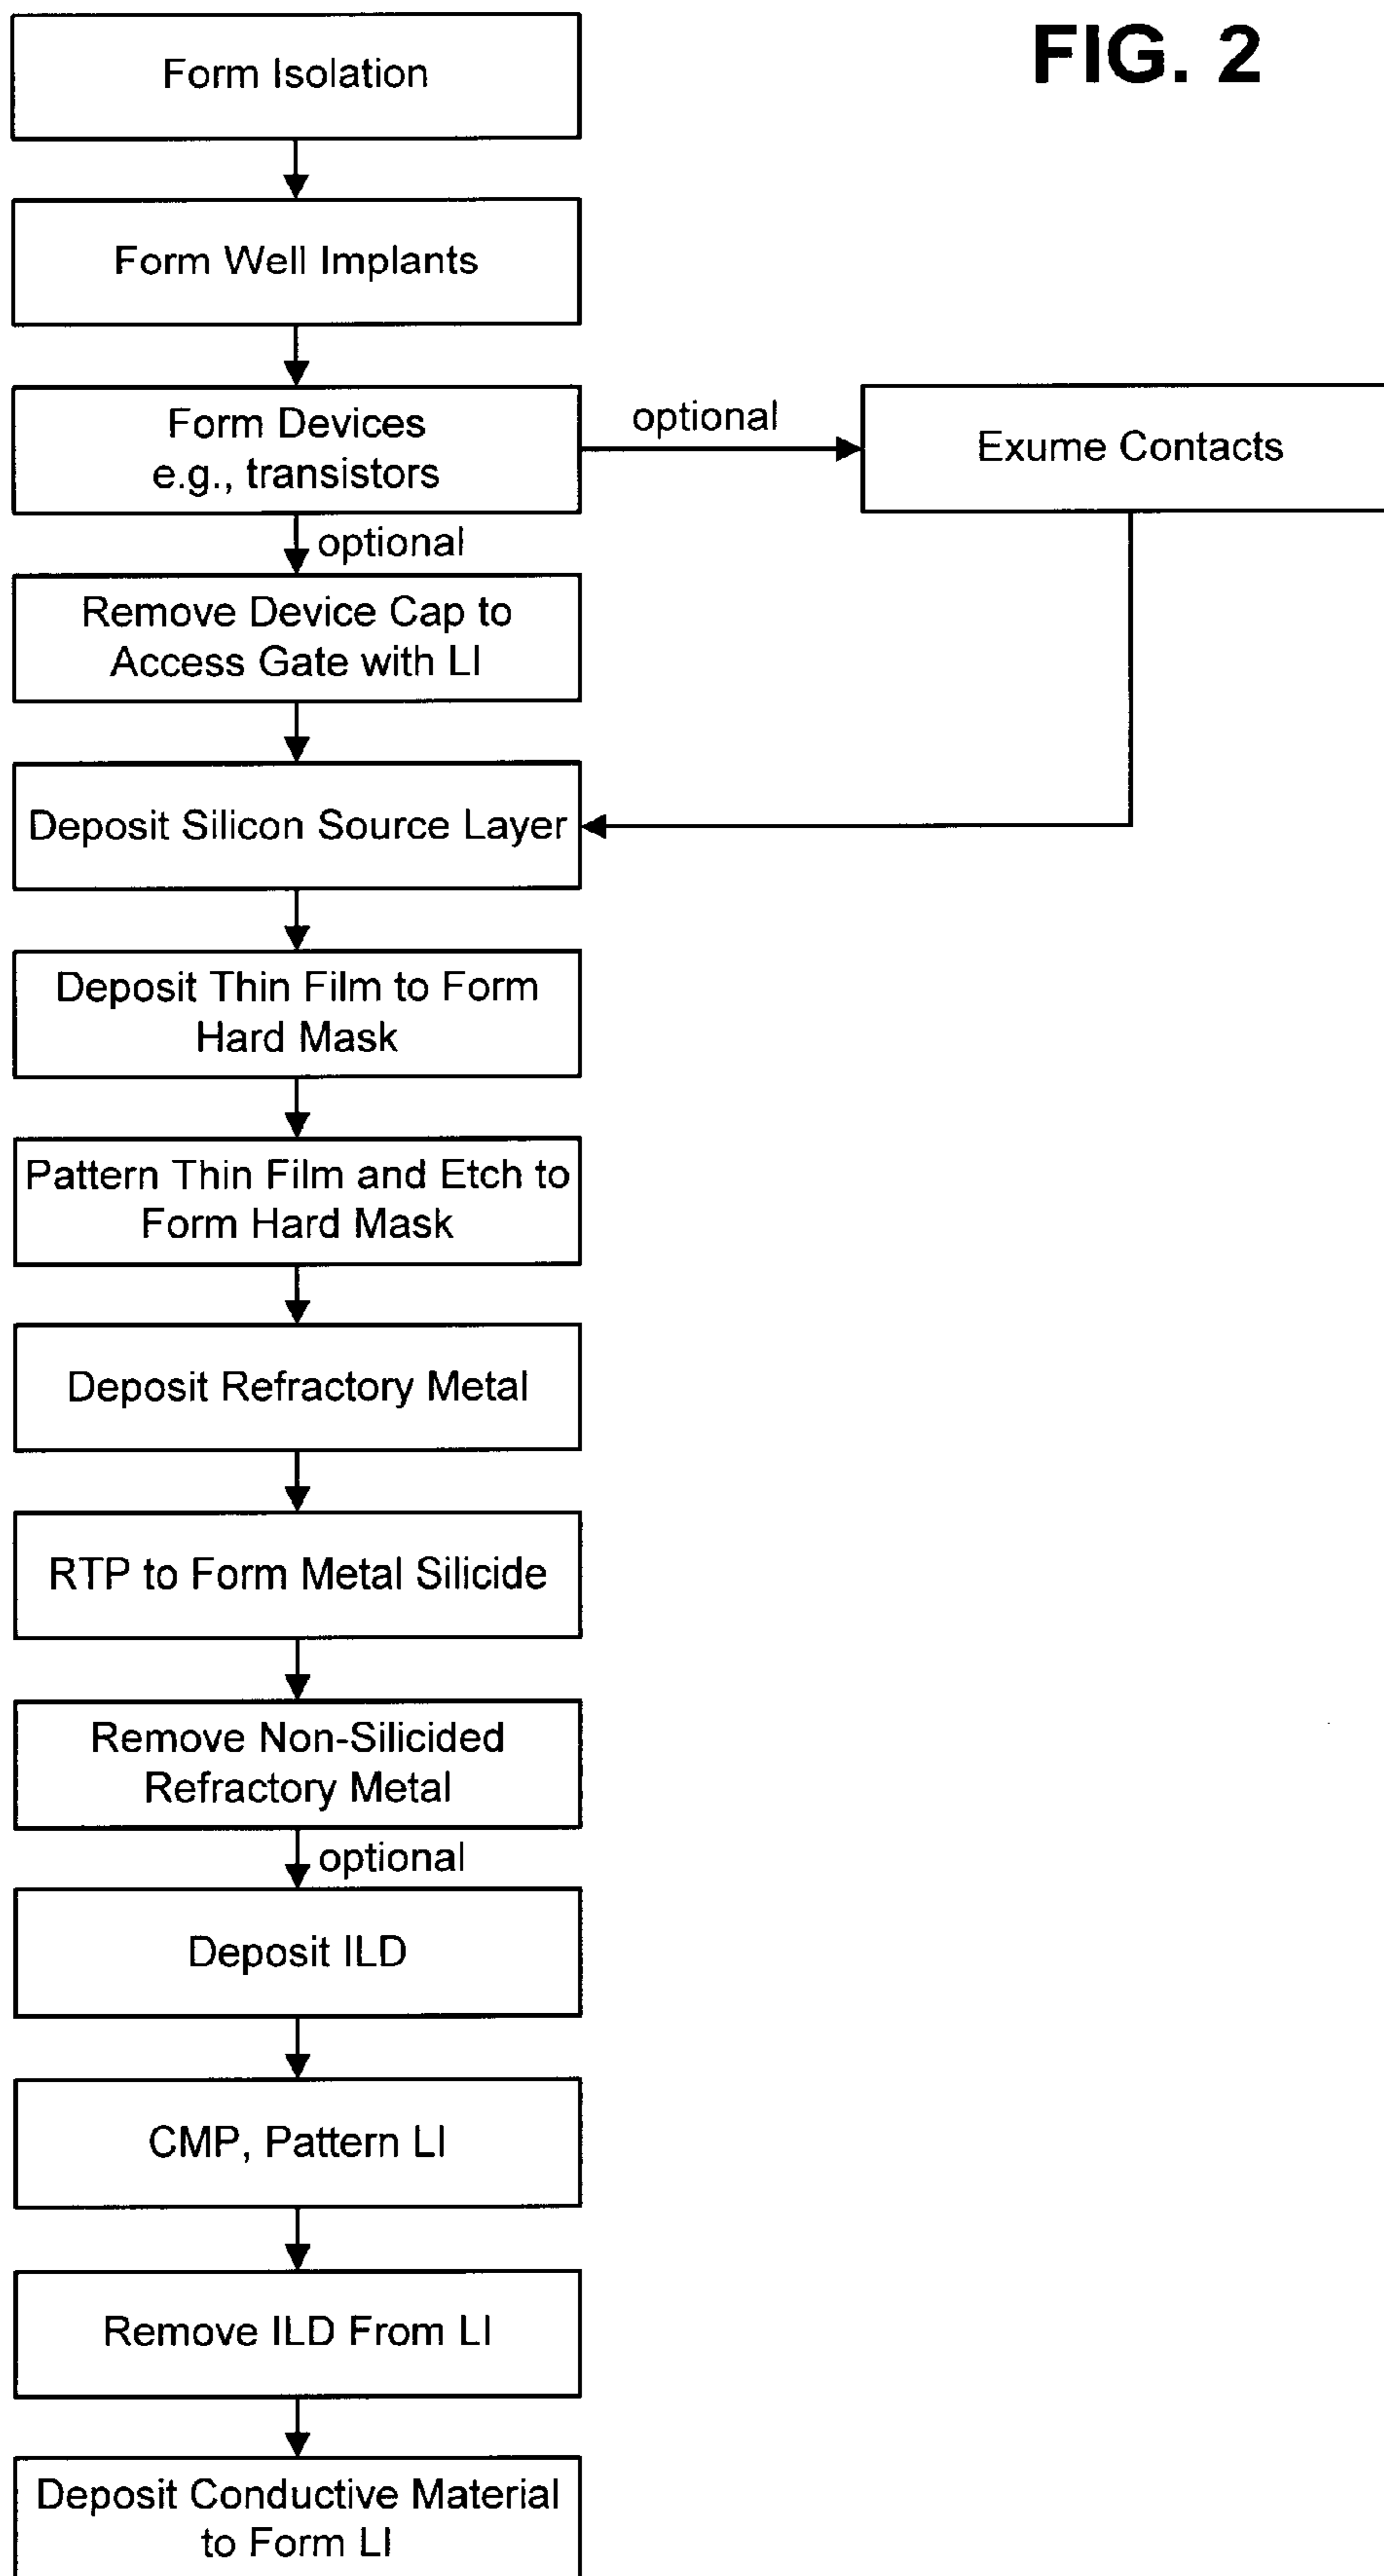 FIG. 2
Form Isolation
Form Well Implants
Form Devices
e.g., transistors
optional
Exume Contacts
optional
Remove Device Cap to
Access Gate with LI
Deposit Silicon Source Layer
Deposit Thin Film to Form
Hard Mask
Pattern Thin Film and Etch to
Form Hard Mask
Deposit Refractory Metal
RTP to Form Metal Silicide
Remove Non-Silicided
Refractory Metal
optional
Deposit ILD
CMP, Pattern LI
Remove ILD From LI
Deposit Conductive Material
to Form LI